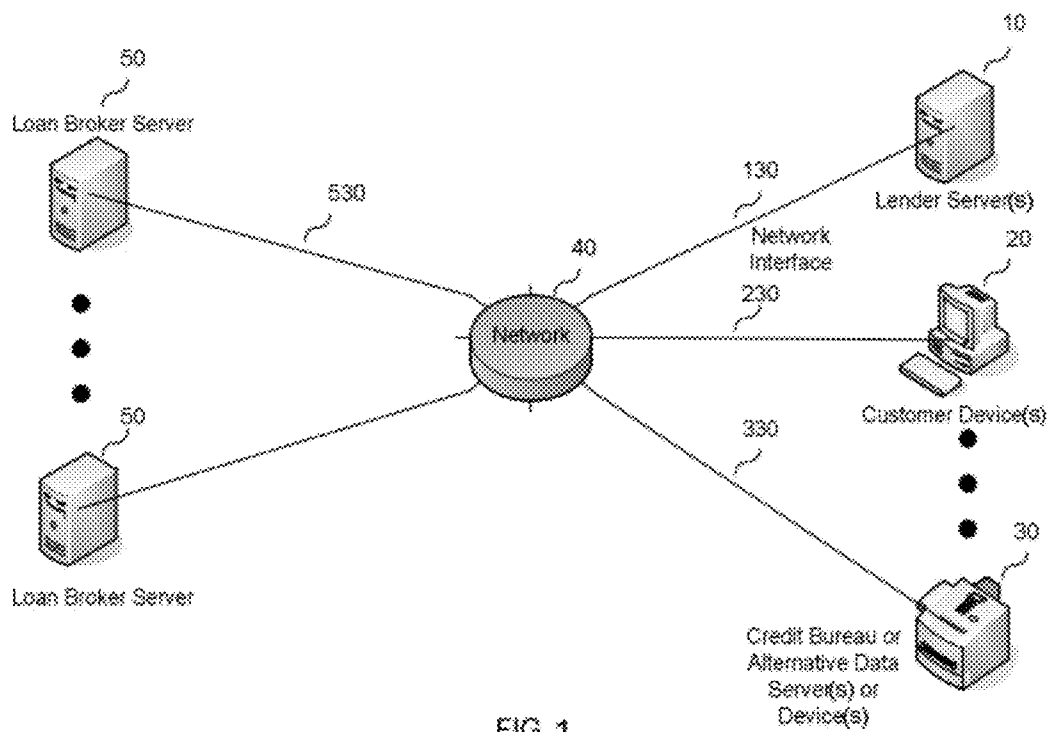 50
Loan Broker Server
530
10
Lender Server(s)
130
Network
Interface
40
Network
20
230
Customer Device(s)
50
Loan Broker Server
330
30
Credit Bureau or
Alternative Data
Server(s) or
Device(s)
FIG. 1